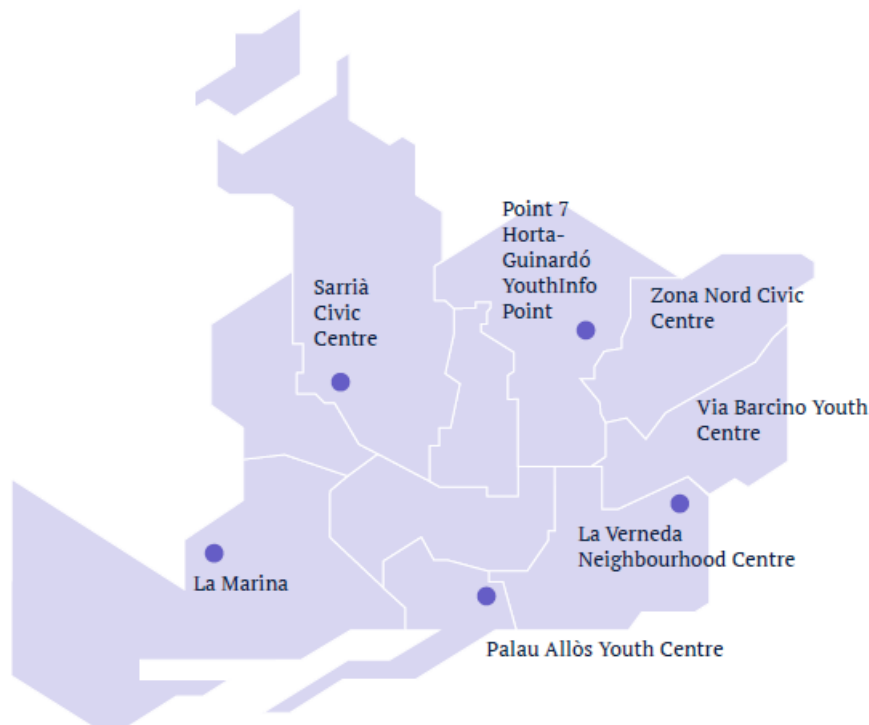 Point 7
Horta-
Guinardó
YouthInfo
Point
Sarrià
Civic
Centre
Zona Nord Civic
Centre
Via Barcino Youth
Centre
La Verneda
Neighbourhood Centre
La Marina
Palau Allòs Youth Centre